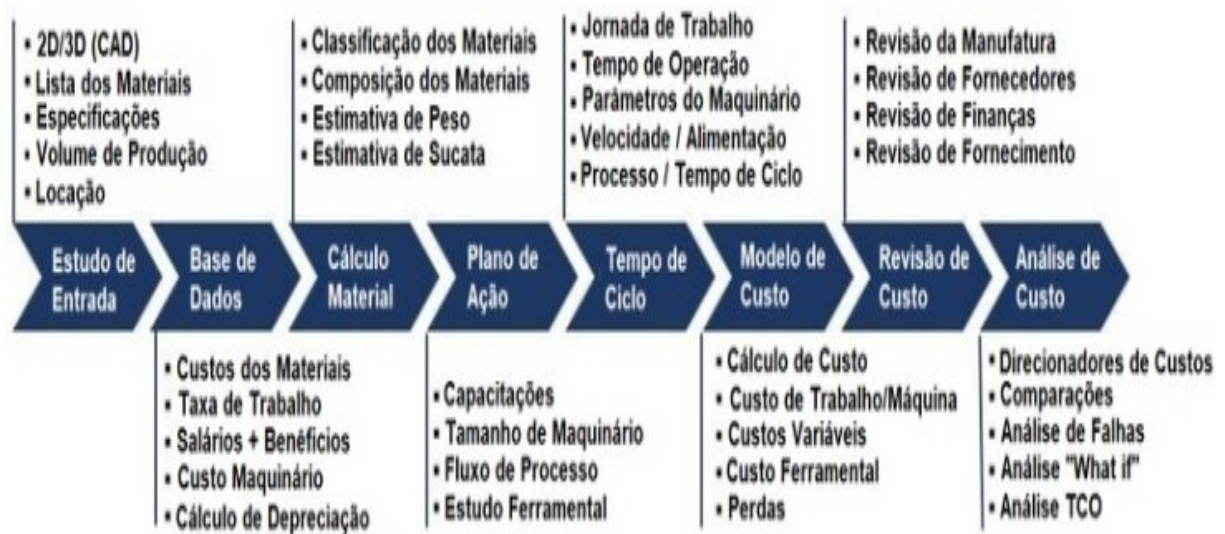 ▪ 2D/3D (CAD)
▪ Lista dos Materiais
▪ Especificações
▪ Volume de Produção
▪ Locação
▪ Classificação dos Materiais
▪ Composição dos Materiais
▪ Estimativa de Peso
▪ Estimativa de Sucata
▪ Jornada de Trabalho
▪ Tempo de Operação
▪ Parâmetros do Maquinário
▪ Velocidade / Alimentação
▪ Processo / Tempo de Ciclo
▪ Revisão da Manufatura
▪ Revisão de Fornecedores
▪ Revisão de Finanças
▪ Revisão de Fornecimento
Estudo de
Entrada
Base de
Dados
Cálculo
Material
Plano de
Ação
Tempo de
Ciclo
Modelo de
Custo
Revisão de
Custo
Análise de
Custo
▪ Custos dos Materiais
▪ Taxa de Trabalho
▪ Salários + Benefícios
▪ Custo Maquinário
▪ Cálculo de Depreciação
▪ Capacitações
▪ Tamanho de Maquinário
▪ Fluxo de Processo
▪ Estudo Ferramental
▪ Cálculo de Custo
▪ Custo de Trabalho/Máquina
▪ Custos Variáveis
▪ Custo Ferramental
▪ Perdas
▪ Direcionadores de Custos
▪ Comparações
▪ Análise de Falhas
▪ Análise "What if"
▪ Análise TCO